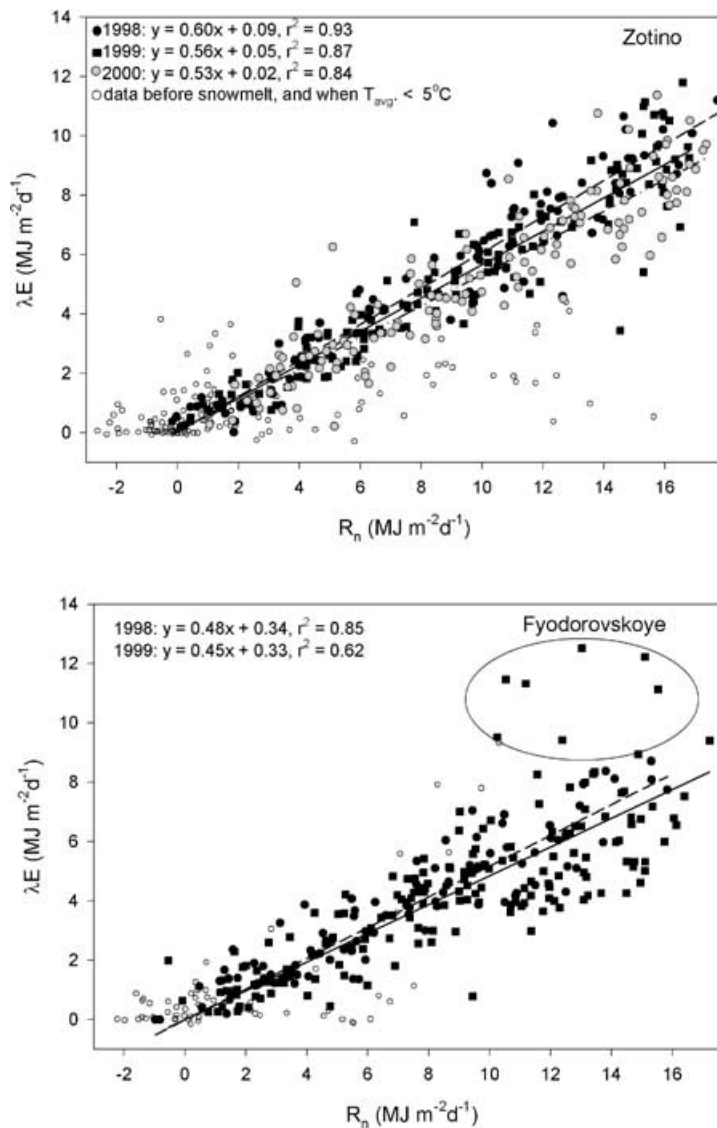 14
12
10
8
6
4
2
0
1998: y = 0.60x + 0.09, r² = 0.93
1999: y = 0.56x + 0.05, r² = 0.87
2000: y = 0.53x + 0.02, r² = 0.84
data before snowmelt, and when Tavg. < 5°C
Zotino
λE (MJ m⁻²d⁻¹)
-2 0 2 4 6 8 10 12 14 16
Rn (MJ m⁻²d⁻¹)
14
12
10
8
6
4
2
0
1998: y = 0.48x + 0.34, r² = 0.85
1999: y = 0.45x + 0.33, r² = 0.62
Fyodorovskoye
λE (MJ m⁻²d⁻¹)
-2 0 2 4 6 8 10 12 14 16
Rn (MJ m⁻²d⁻¹)